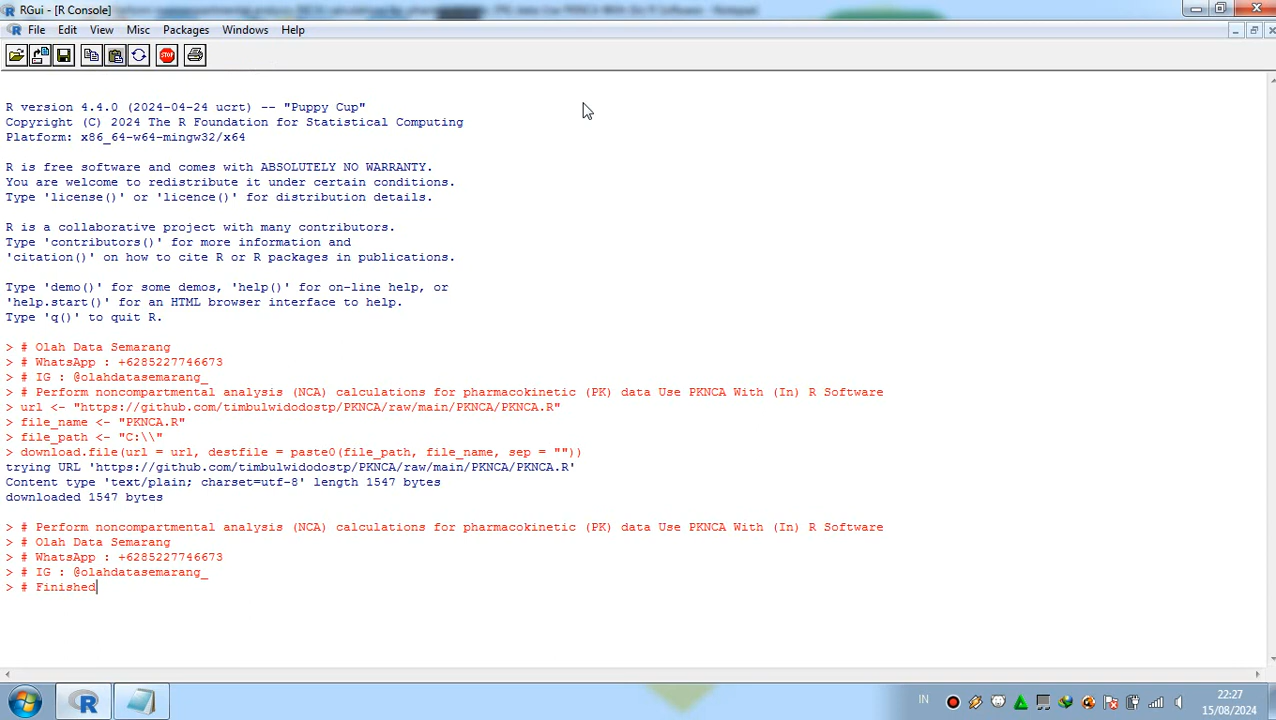 RGui - [R Console]
File Edit View Misc Packages Windows Help
STOP
R version 4.4.0 (2024-04-24 ucrt) -- "Puppy Cup"
Copyright (C) 2024 The R Foundation for Statistical Computing
Platform: x86_64-w64-mingw32/x64
R is free software and comes with ABSOLUTELY NO WARRANTY.
You are welcome to redistribute it under certain conditions.
Type 'license()' or 'licence()' for distribution details.
R is a collaborative project with many contributors.
Type 'contributors()' for more information and
'citation()' on how to cite R or R packages in publications.
Type 'demo()' for some demos, 'help()' for on-line help, or
'help.start()' for an HTML browser interface to help.
Type 'q()' to quit R.
> # Olah Data Semarang
> # WhatsApp : +6285227746673
> # IG : @olahdatasemarang_
> # Perform noncompartmental analysis (NCA) calculations for pharmacokinetic (PK) data Use PKNCA With (In) R Software
> url <- "https://github.com/timbulwidodostp/PKNCA/raw/main/PKNCA/PKNCA.R"
> file_name <- "PKNCA.R"
> file_path <- "C:\\"
> download.file(url = url, destfile = paste0(file_path, file_name, sep = ""))
trying URL 'https://github.com/timbulwidodostp/PKNCA/raw/main/PKNCA/PKNCA.R'
Content type 'text/plain; charset=utf-8' length 1547 bytes
downloaded 1547 bytes
> # Perform noncompartmental analysis (NCA) calculations for pharmacokinetic (PK) data Use PKNCA With (In) R Software
> # Olah Data Semarang
> # WhatsApp : +6285227746673
> # IG : @olahdatasemarang_
> # Finished
IN
22:27
15/08/2024